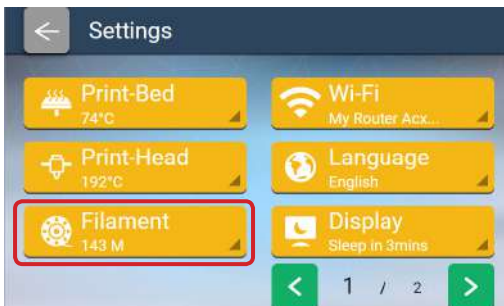 Settings
Print-Bed
74°C
Wi-Fi
My Router Acx...
Print-Head
192°C
Language
English
Filament
143 M
Display
Sleep in 3mins
1 / 2